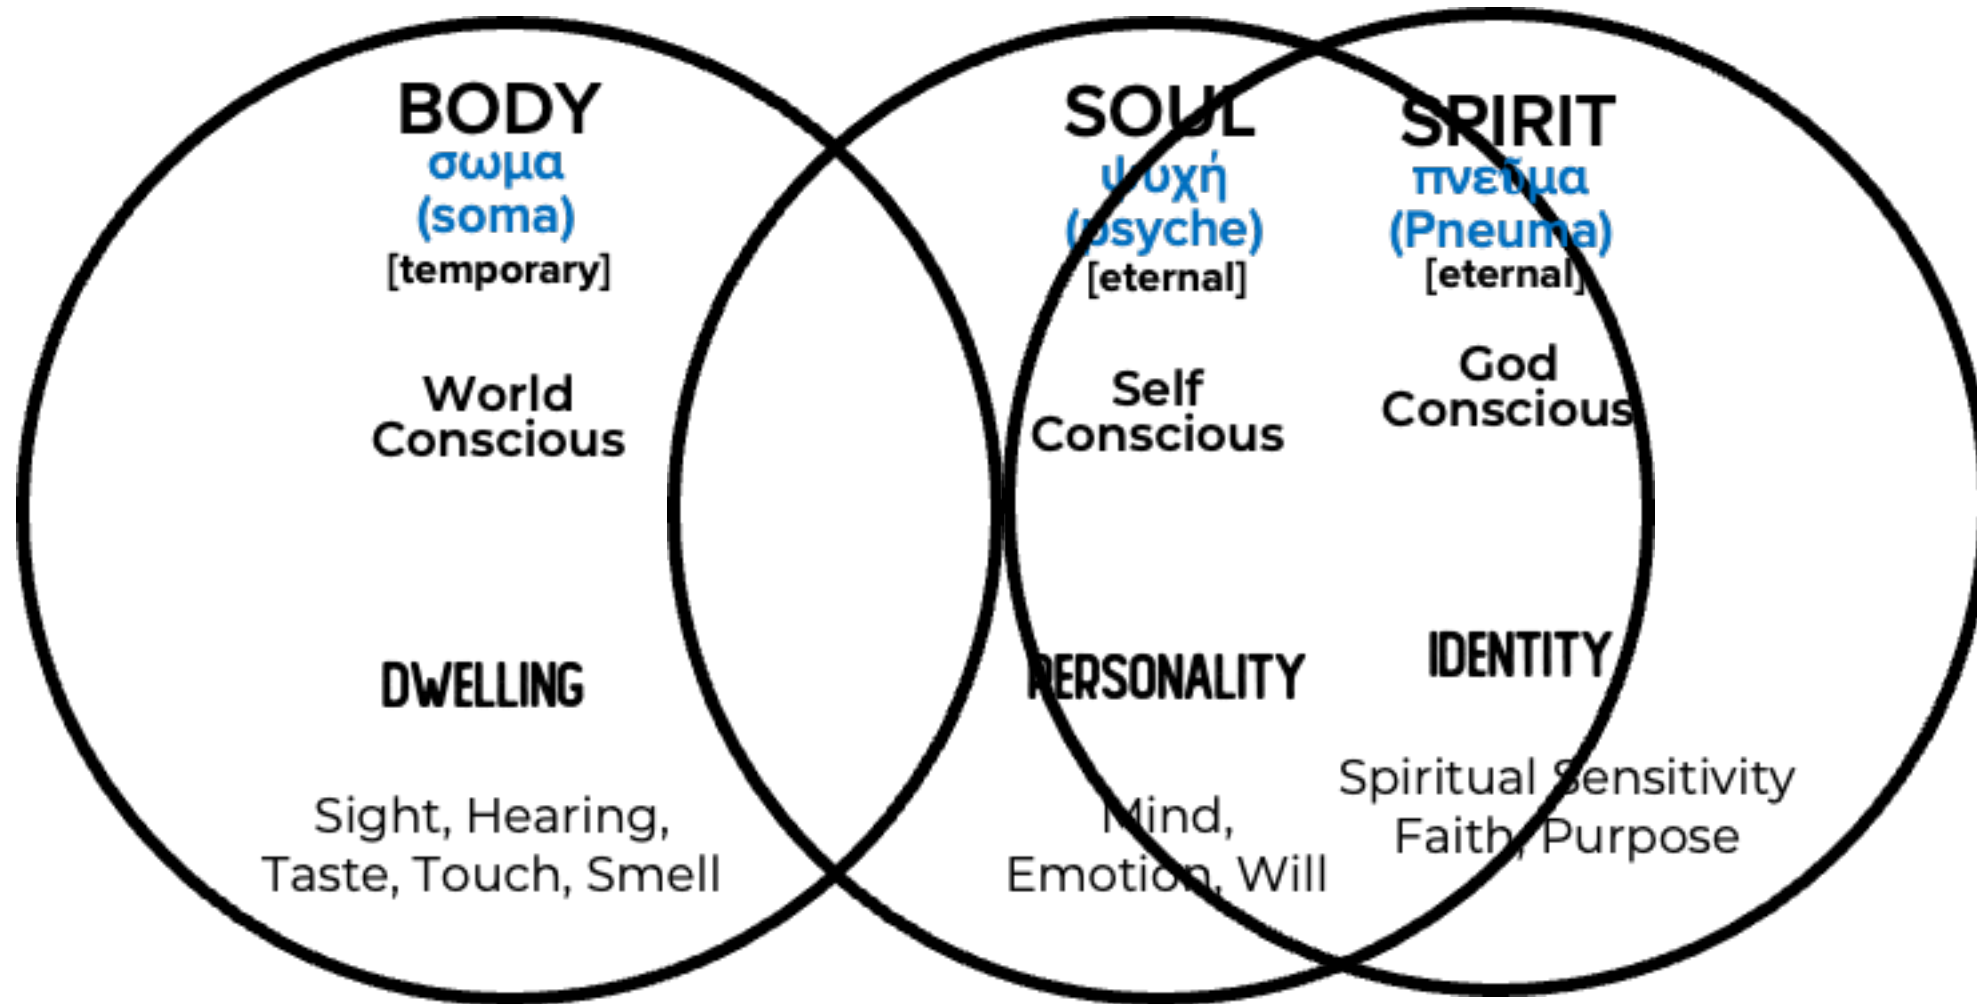 BODY
σωμα
(soma)
[temporary]
World
Conscious
DWELLING
Sight, Hearing,
Taste, Touch, Smell
SOUL
ψυχή
(psyche)
[eternal]
Self
Conscious
PERSONALITY
Mind,
Emotion, Will
SPIRIT
πνεῦμα
(Pneuma)
[eternal]
God
Conscious
IDENTITY
Spiritual Sensitivity
Faith, Purpose